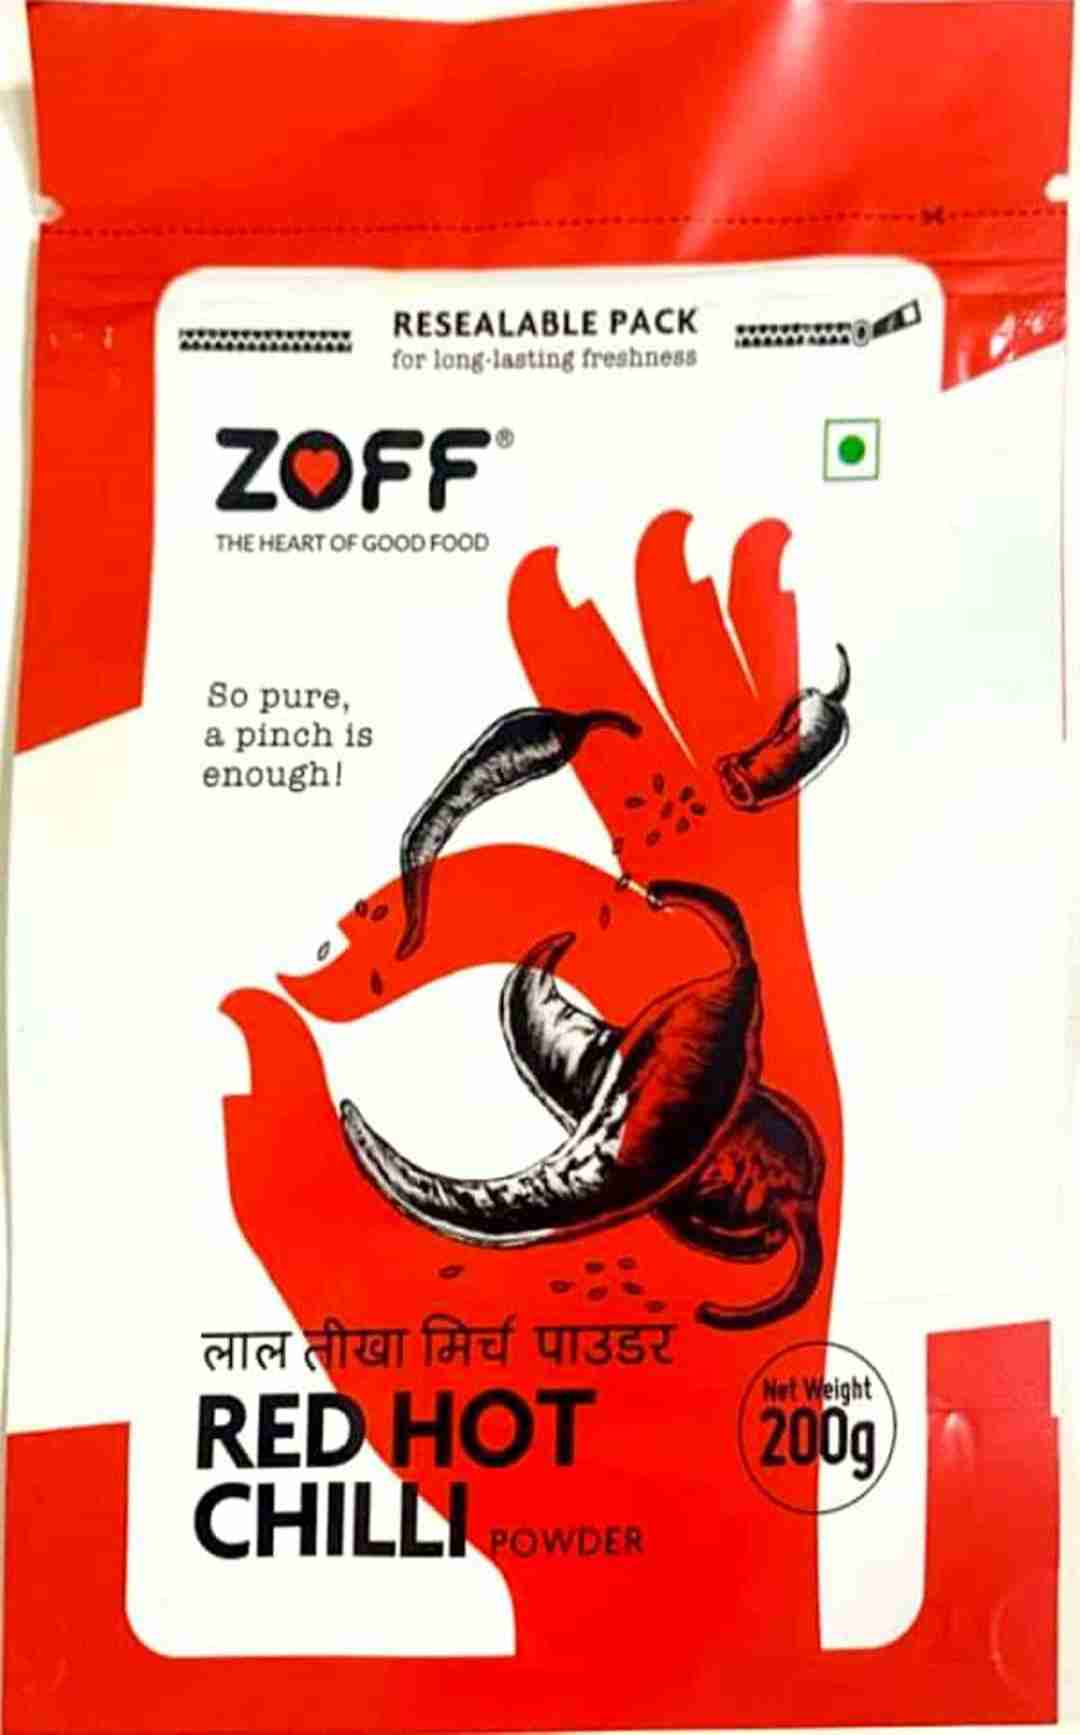 RESEALABLE PACK
for long-lasting freshness
ZOFF®
THE HEART OF GOOD FOOD
So pure,
a pinch is
enough!
लाल तीखा मिर्च पाउडर
RED HOT
CHILLI POWDER
Net Weight
200g